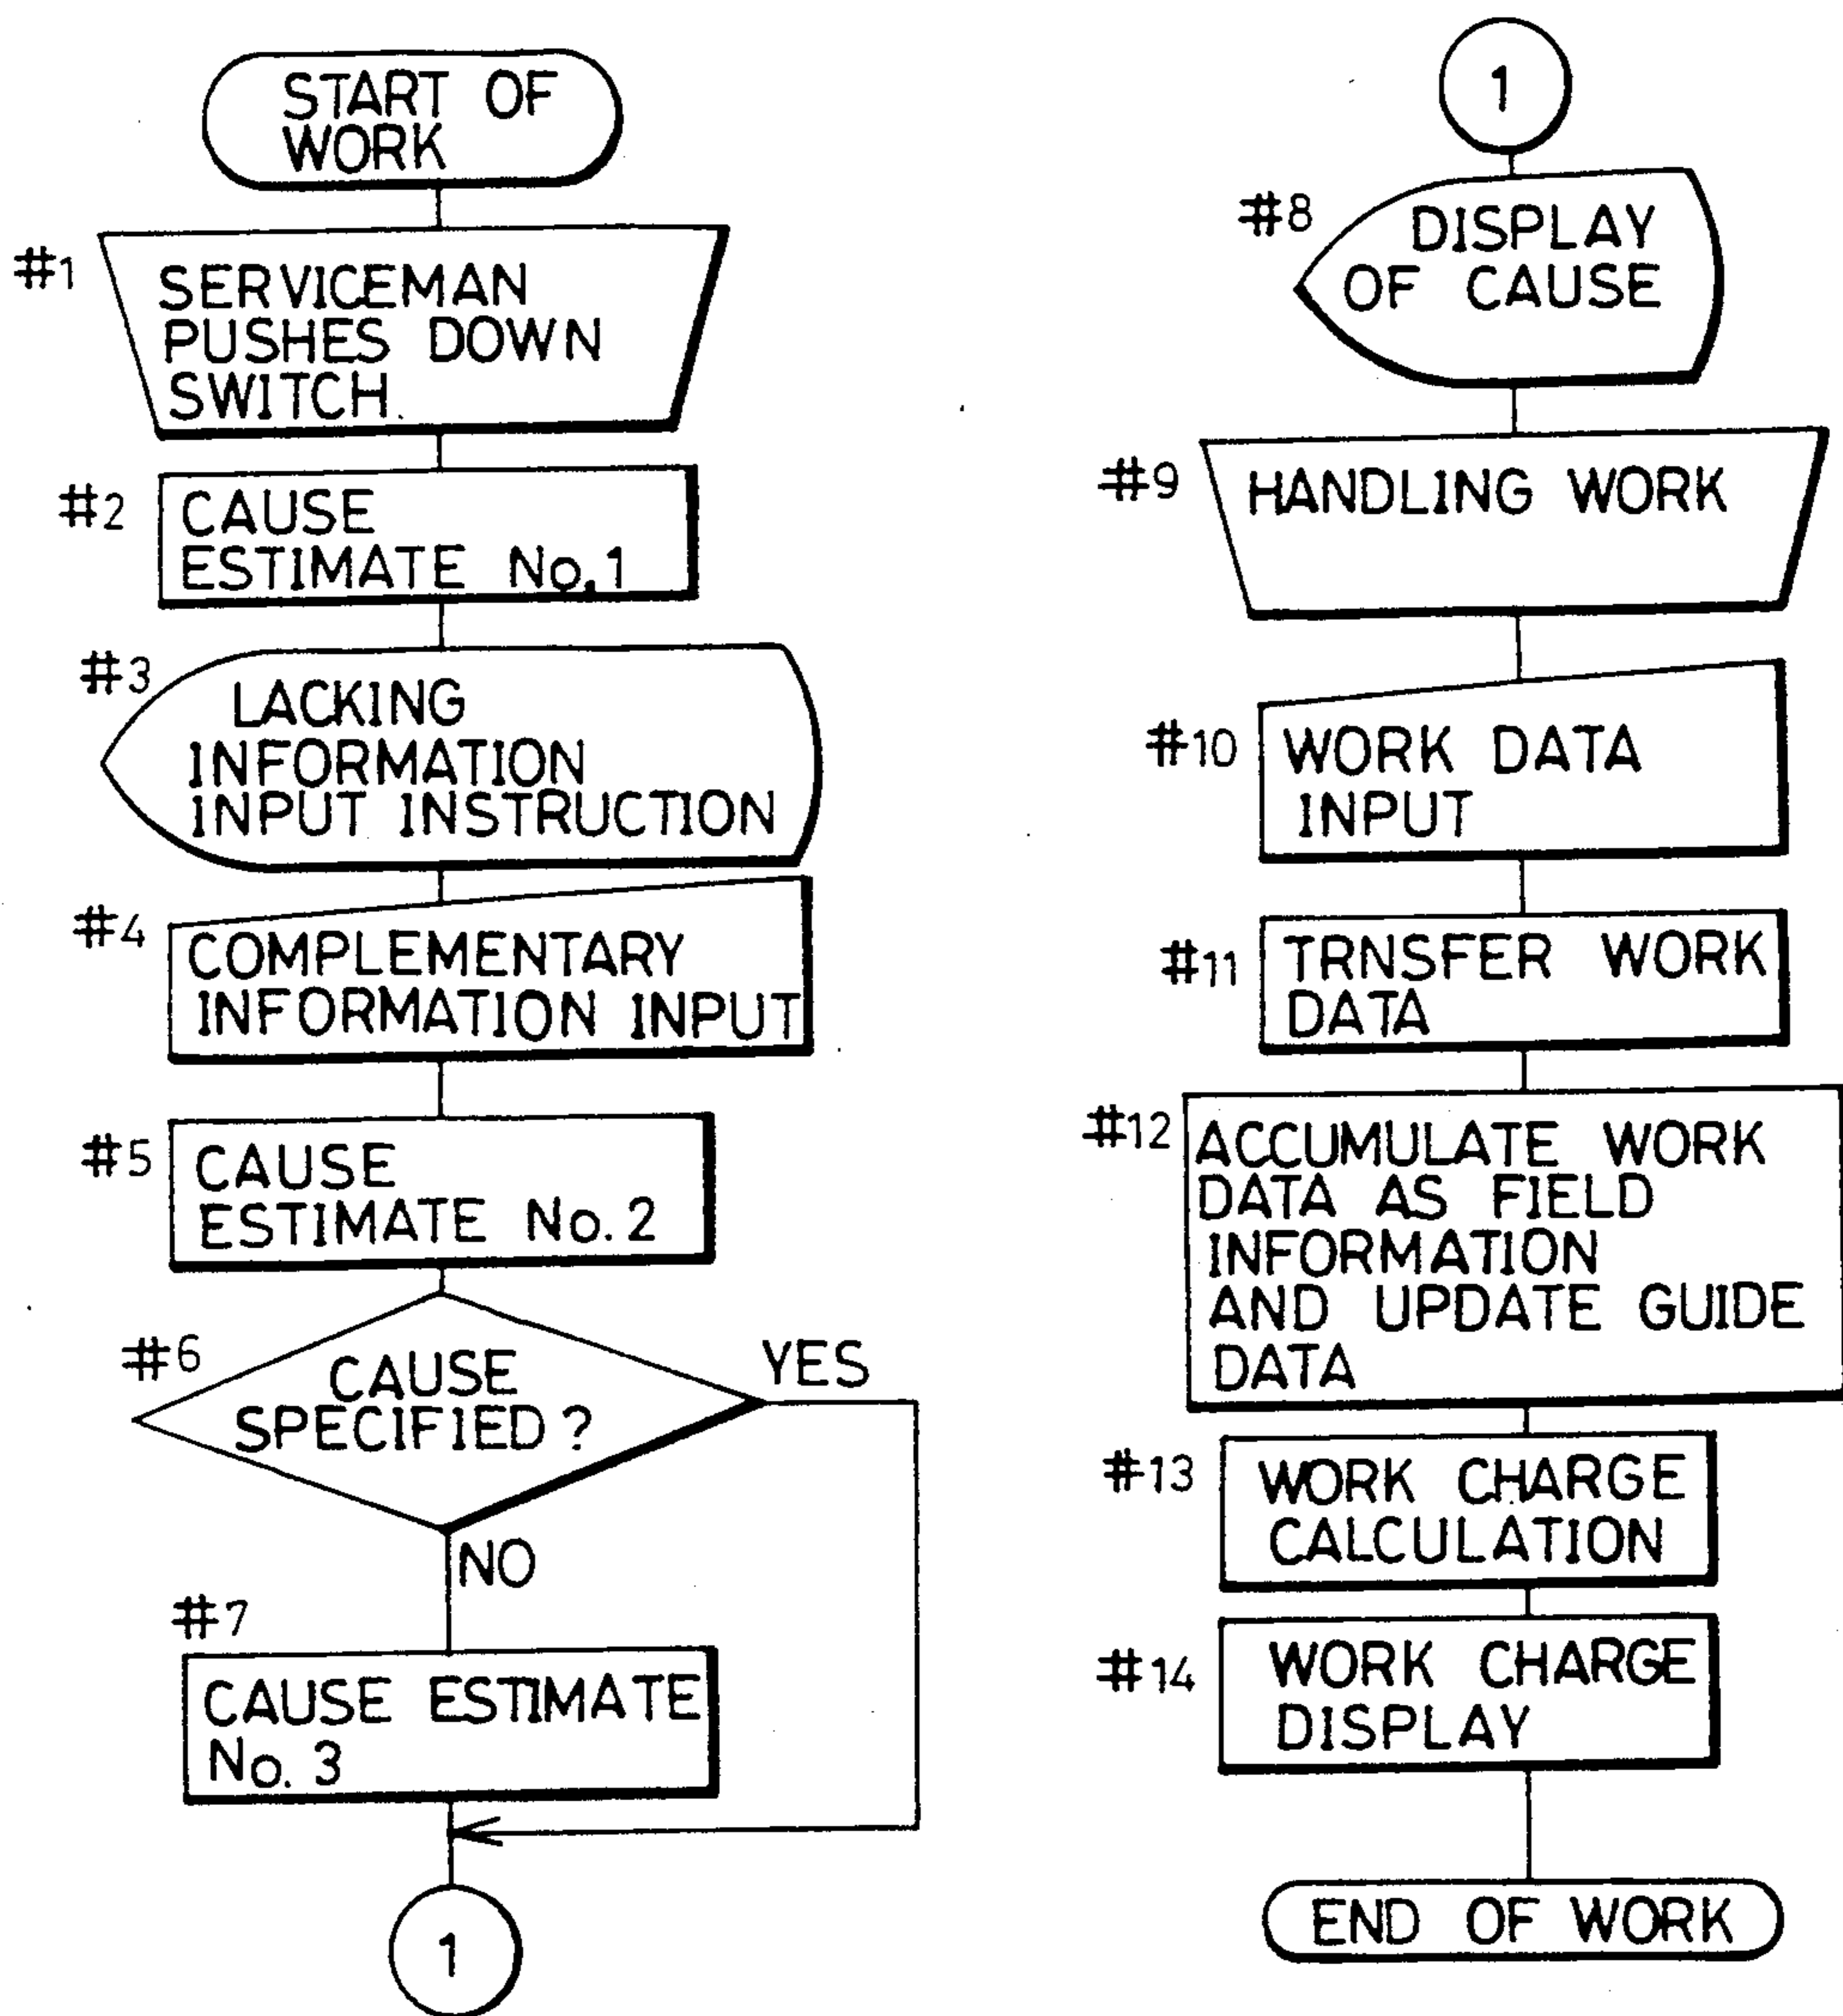 START OF
WORK
#1
SERVICEMAN
PUSHES DOWN
SWITCH
#2
CAUSE
ESTIMATE No.1
#3
LACKING
INFORMATION
INPUT INSTRUCTION
#4
COMPLEMENTARY
INFORMATION INPUT
#5
CAUSE
ESTIMATE No.2
#6
CAUSE
SPECIFIED?
YES
NO
#7
CAUSE ESTIMATE
No.3
1
1
#8
DISPLAY
OF CAUSE
#9
HANDLING WORK
#10
WORK DATA
INPUT
#11
TRNSFER WORK
DATA
#12
ACCUMULATE WORK
DATA AS FIELD
INFORMATION
AND UPDATE GUIDE
DATA
#13
WORK CHARGE
CALCULATION
#14
WORK CHARGE
DISPLAY
END OF WORK